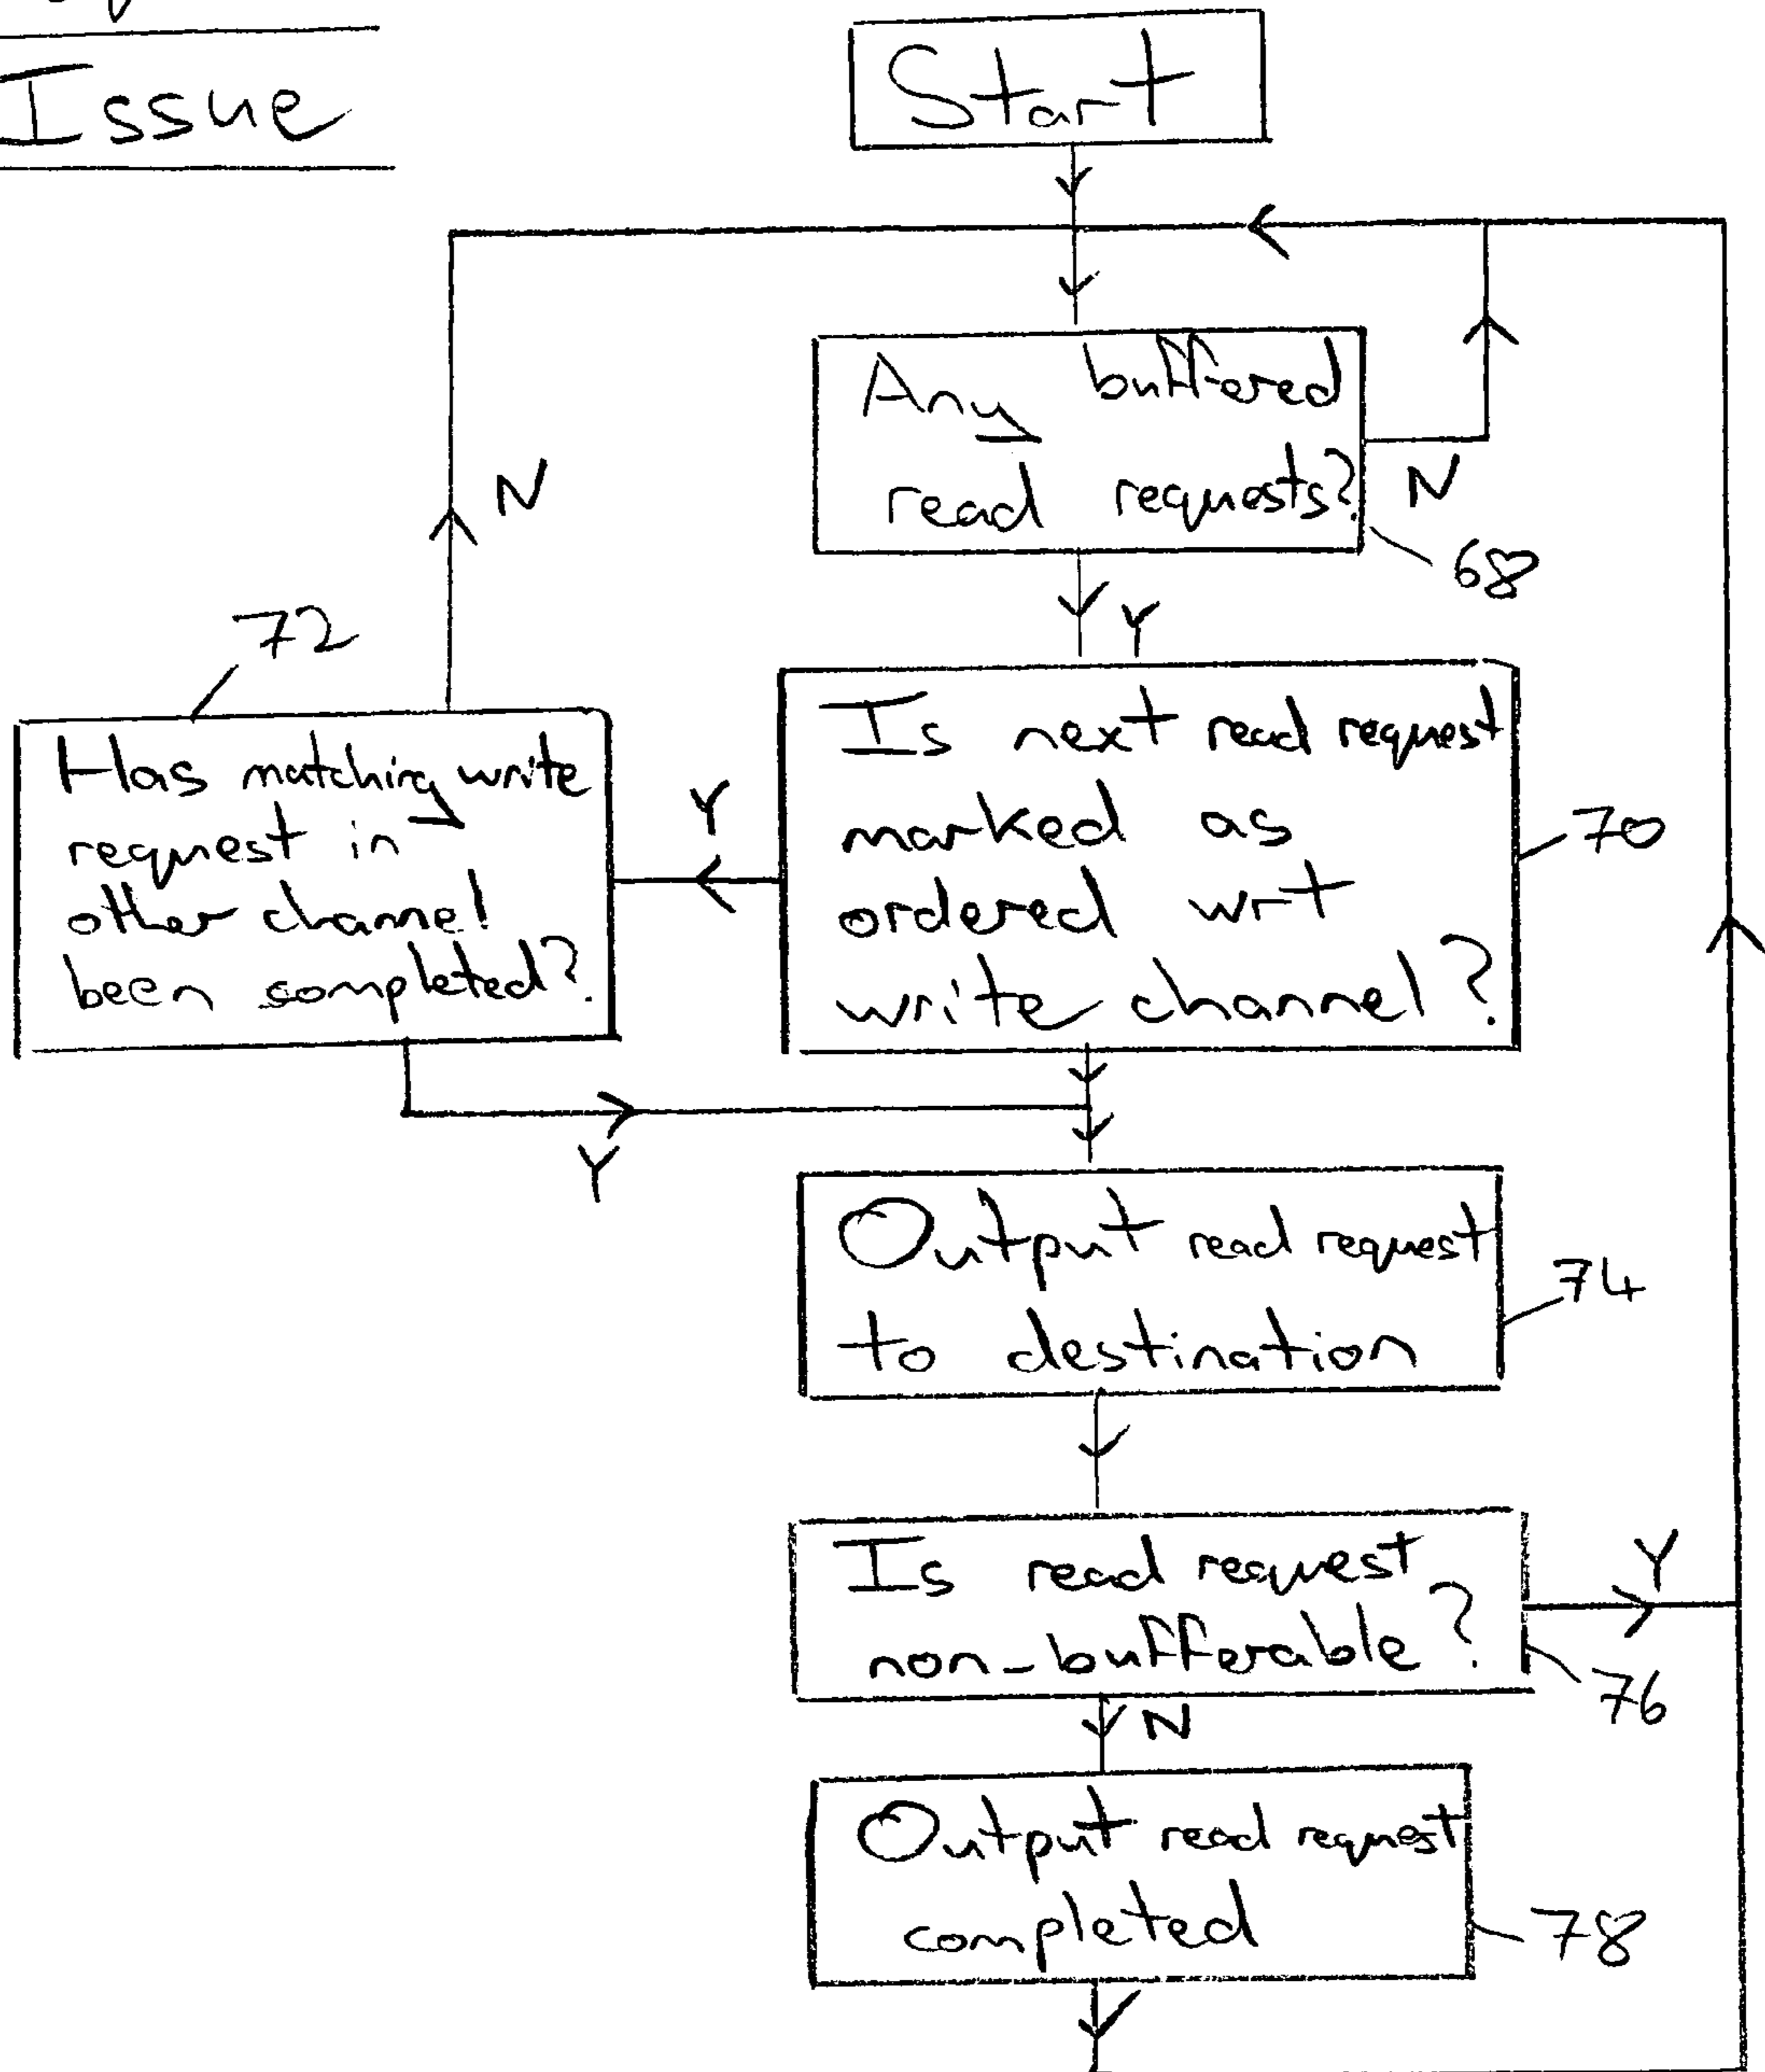 Issue
Start
Any buffered
read requests?
N
68
Y
N
72
Is next read request
marked as
ordered wrt
write channel?
70
Y
Has matching write
request in
other channel
been completed?
Y
Output read request
to destination
74
Is read request
non-bufferable?
Y
76
N
Output read request
completed
78